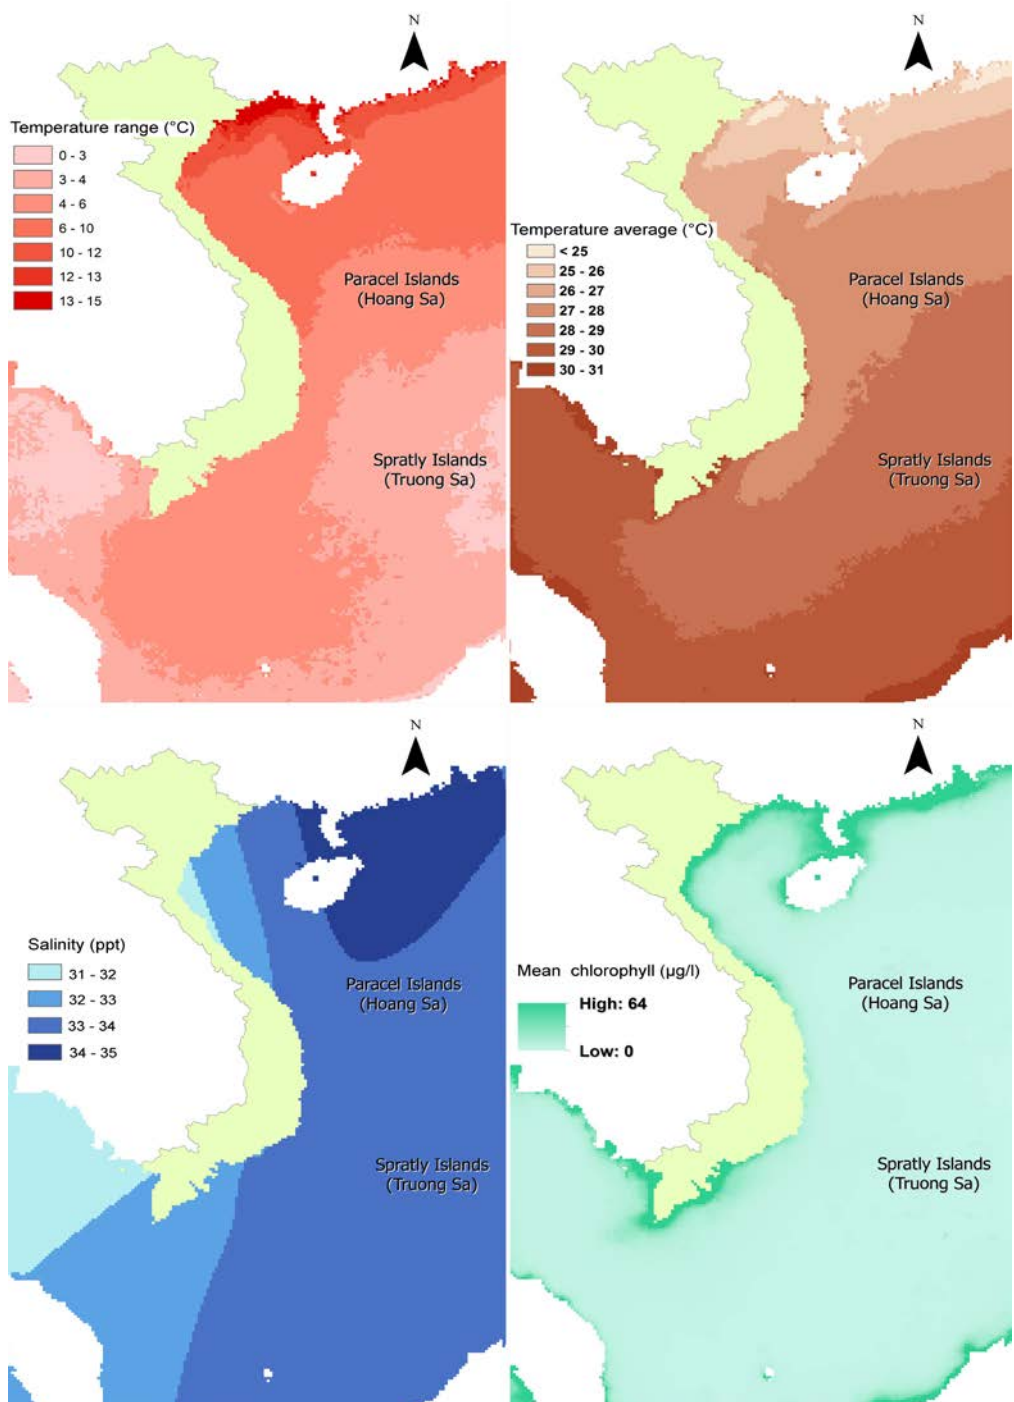 N
Temperature range (°C)
0 - 3
3 - 4
4 - 6
6 - 10
10 - 12
12 - 13
13 - 15
Paracel Islands
(Hoang Sa)
Spratly Islands
(Truong Sa)
N
Temperature average (°C)
< 25
25 - 26
26 - 27
27 - 28
28 - 29
29 - 30
30 - 31
Paracel Islands
(Hoang Sa)
Spratly Islands
(Truong Sa)
N
Salinity (ppt)
31 - 32
32 - 33
33 - 34
34 - 35
Paracel Islands
(Hoang Sa)
Spratly Islands
(Truong Sa)
N
Mean chlorophyll (µg/l)
High: 64
Low: 0
Paracel Islands
(Hoang Sa)
Spratly Islands
(Truong Sa)